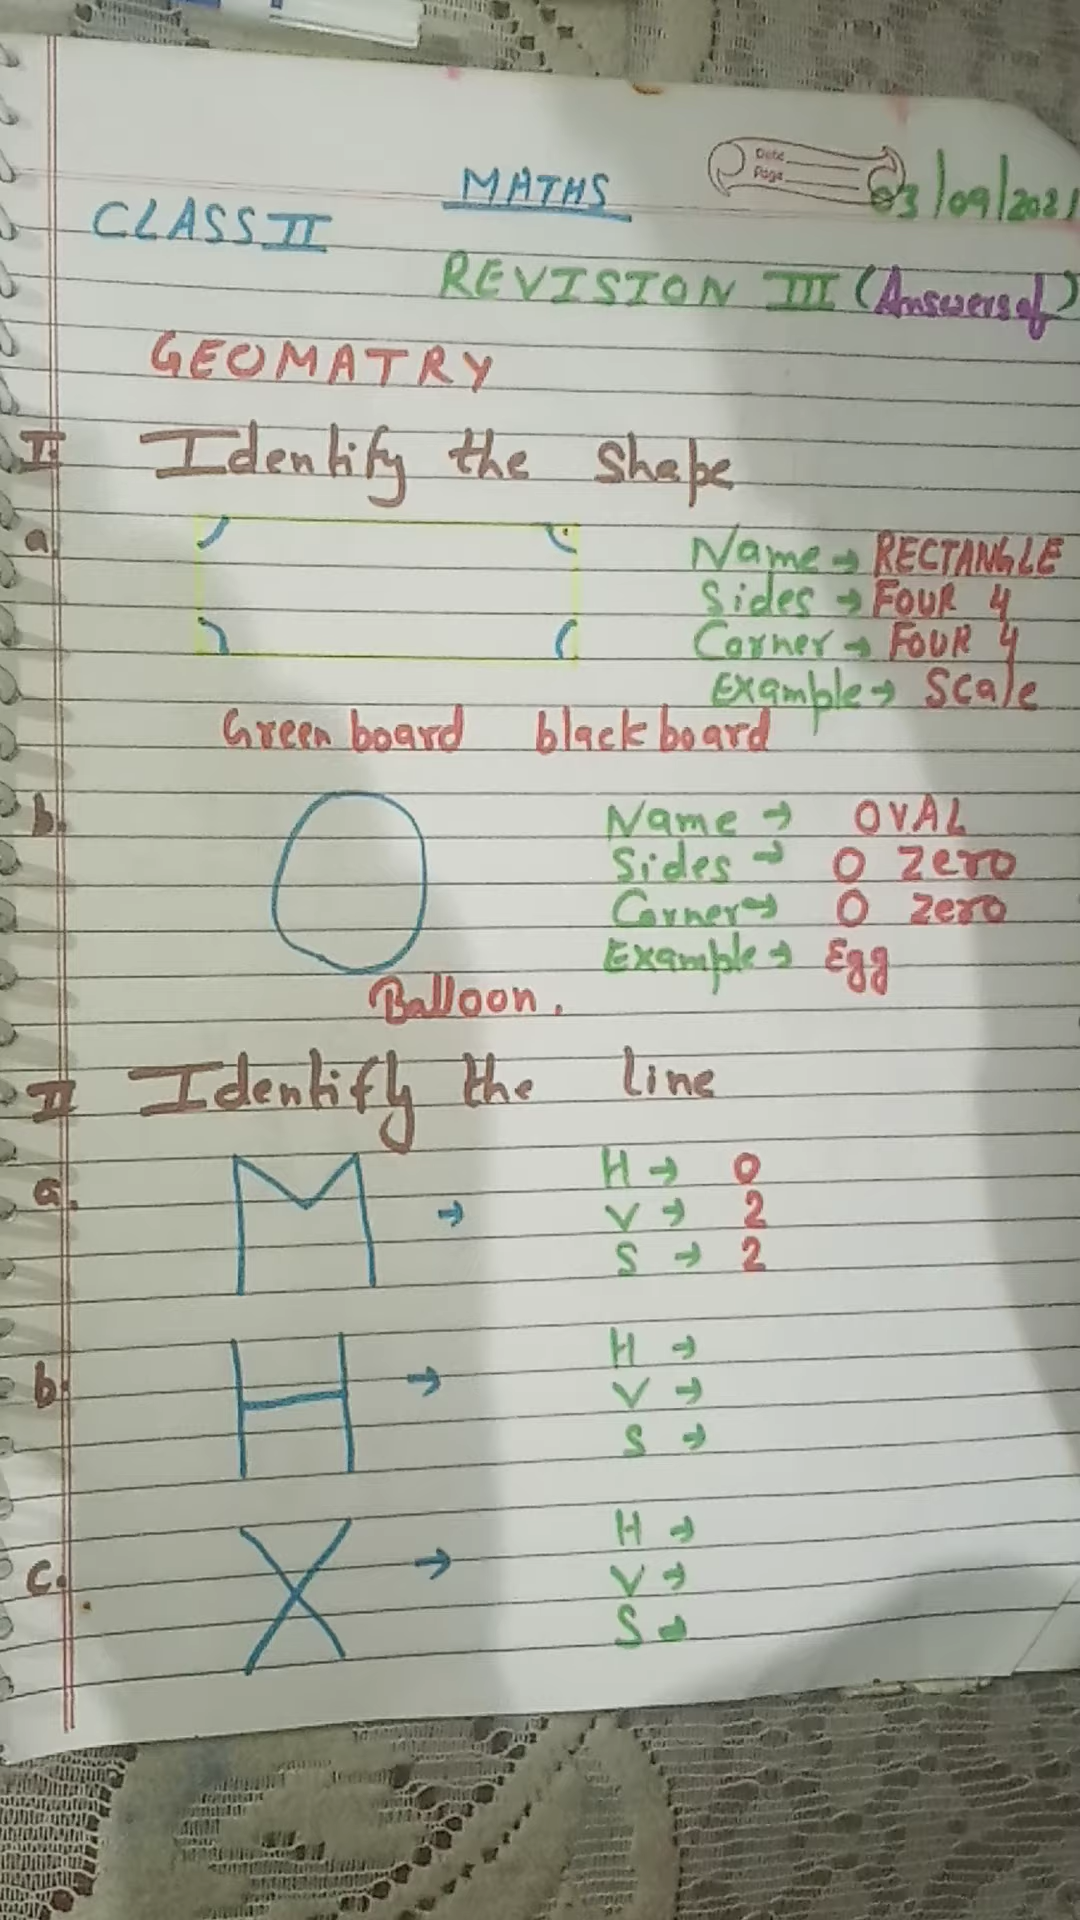 Date
Page
MATHS
03/09/2021
CLASS II
REVISION III (Answers of)
GEOMATRY
I Identify the Shape
a
Name → RECTANGLE
Sides → FOUR 4
Corner → FOUR 4
Example → Scale
Green board black board
b.
Name → OVAL
Sides → 0 Zero
Corner → 0 Zero
Example → Egg
Balloon.
II Identifly the line
a. M → H → 0
V → 2
S → 2
b. H → H →
V →
S →
c. X → H →
V →
S →